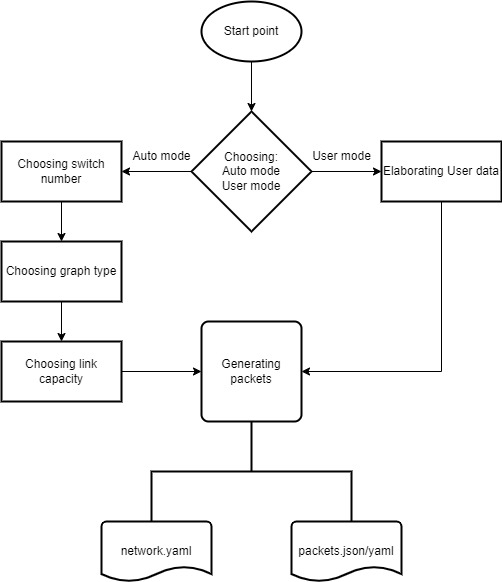 Start point
Choosing:
Auto mode
User mode
Auto mode
User mode
Choosing switch
number
Elaborating User data
Choosing graph type
Choosing link
capacity
Generating
packets
network.yaml
packets.json/yaml